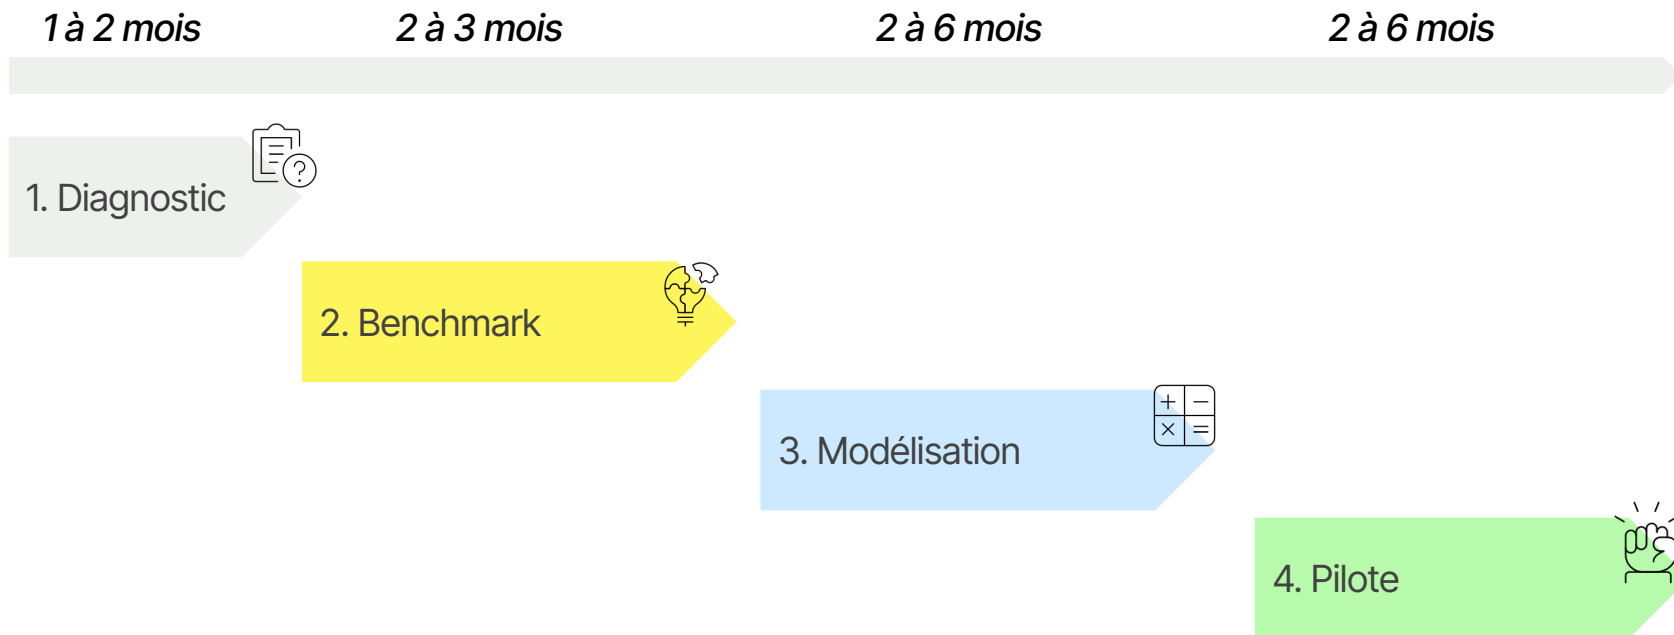 1 à 2 mois
2 à 3 mois
2 à 6 mois
2 à 6 mois
1. Diagnostic
2. Benchmark
3. Modélisation
4. Pilote